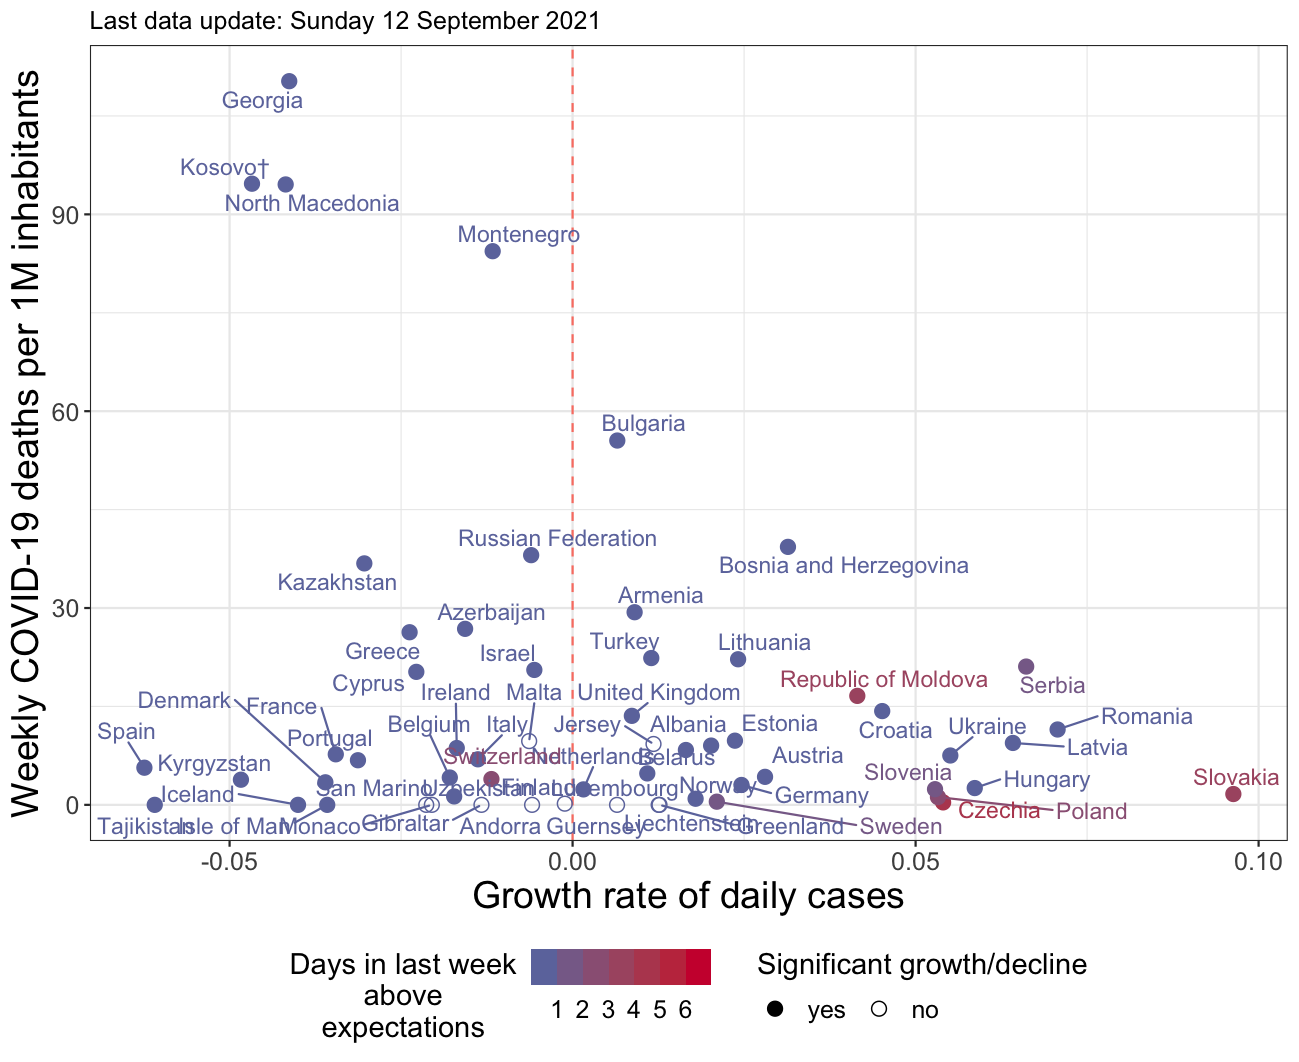 Last data update: Sunday 12 September 2021
Weekly COVID-19 deaths per 1M inhabitants
90
60
30
0
Georgia
Kosovo†
North Macedonia
Montenegro
Bulgaria
Russian Federation
Bosnia and Herzegovina
Kazakhstan
Armenia
Azerbaijan
Turkey
Lithuania
Greece
Israel
Republic of Moldova
Serbia
Cyprus
Ireland
Malta
United Kingdom
Denmark
France
Belgium
Italy
Jersey
Albania
Estonia
Croatia
Ukraine
Romania
Spain
Portugal
Latvia
Switzerland
Netherlands
Belarus
Austria
Kyrgyzstan
Slovenia
Hungary
Slovakia
Iceland
San Marino
Uzbekistan
Finland
Luxembourg
Norway
Germany
Czechia
Poland
Tajikistan
Isle of Man
Monaco
Gibraltar
Andorra
Guernsey
Liechtenstein
Greenland
Sweden
-0.05
0.00
0.05
0.10
Growth rate of daily cases
Days in last week
above
expectations
1 2 3 4 5 6
Significant growth/decline
yes
no